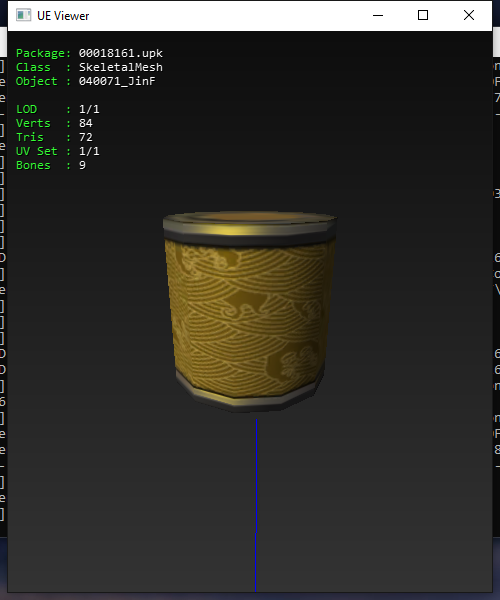 UE Viewer
Package: 00018161.upk
Class  : SkeletalMesh
Object : 040071_JinF
LOD    : 1/1
Verts  : 84
Tris   : 72
UV Set : 1/1
Bones  : 9